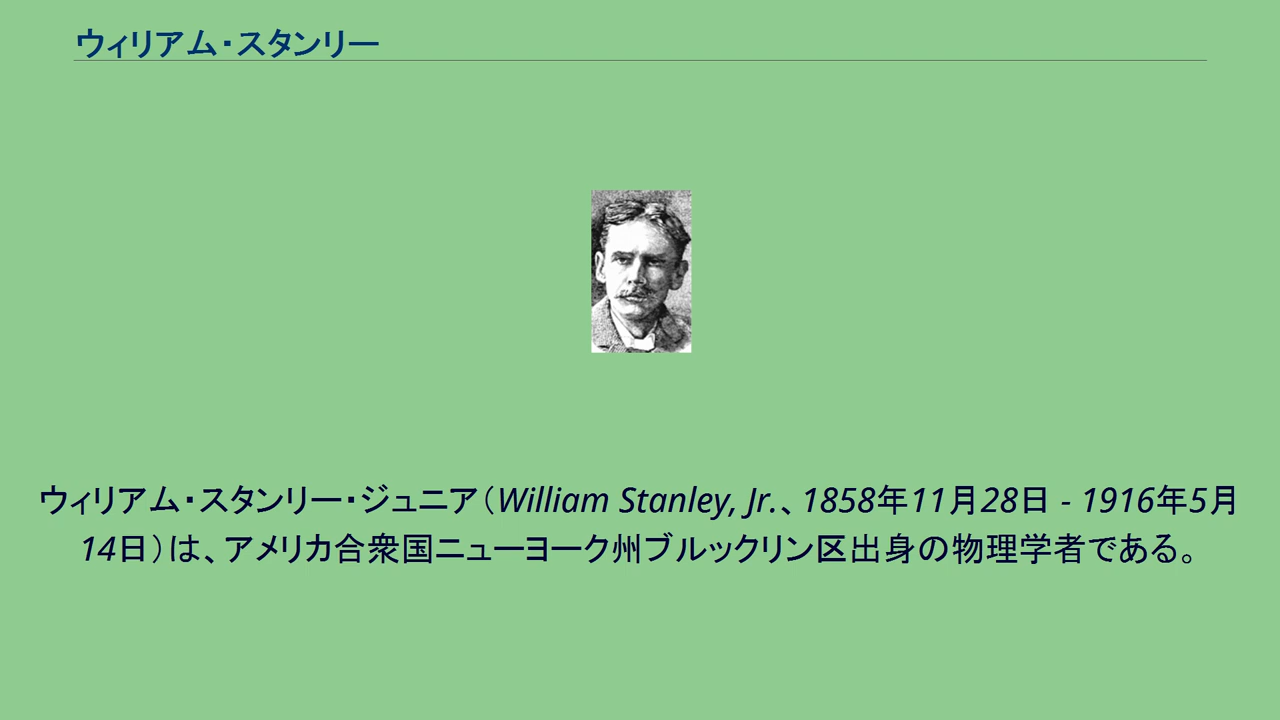 ウィリアム・スタンリー
ウィリアム・スタンリー・ジュニア（William Stanley, Jr.、1858年11月28日 - 1916年5月
14日）は、アメリカ合衆国ニューヨーク州ブルックリン区出身の物理学者である。